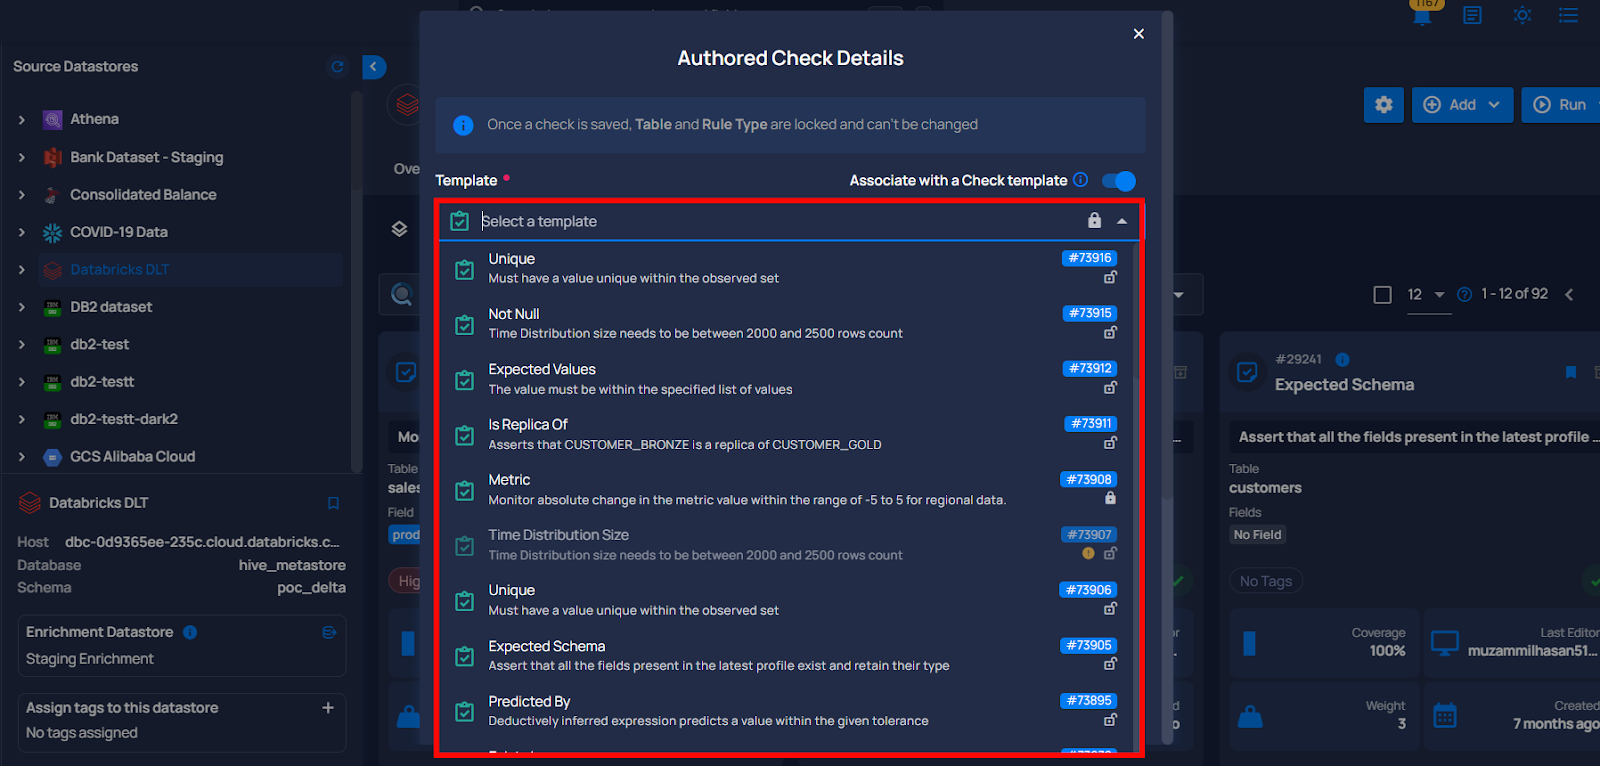 1167
Source Datastores
Athena
Bank Dataset - Staging
Consolidated Balance
COVID-19 Data
Databricks DLT
DB2 dataset
db2-test
db2-testt
db2-testt-dark2
GCS Alibaba Cloud
Databricks DLT
Host dbc-0d9365ee-235c.cloud.databricks.c...
Database hive_metastore
Schema poc_delta
Enrichment Datastore
Staging Enrichment
Assign tags to this datastore
No tags assigned
Ove
Authored Check Details
Once a check is saved, Table and Rule Type are locked and can't be changed
Template • Associate with a Check template
Select a template
Unique #73916
Must have a value unique within the observed set
Not Null #73915
Time Distribution size needs to be between 2000 and 2500 rows count
Expected Values #73912
The value must be within the specified list of values
Is Replica Of #73911
Asserts that CUSTOMER_BRONZE is a replica of CUSTOMER_GOLD
Metric #73908
Monitor absolute change in the metric value within the range of -5 to 5 for regional data.
Time Distribution Size #73907
Time Distribution size needs to be between 2000 and 2500 rows count
Unique #73906
Must have a value unique within the observed set
Expected Schema #73905
Assert that all the fields present in the latest profile exist and retain their type
Predicted By #73895
Deductively inferred expression predicts a value within the given tolerance
Mo
Table
sales
Field
prod
Hig
Add
Run
12 1 - 12 of 92
#29241
Expected Schema
Assert that all the fields present in the latest profile ...
Table
customers
Fields
No Field
No Tags
Coverage
100%
Last Editor
muzammilhasan51...
Weight
3
Created
7 months ago